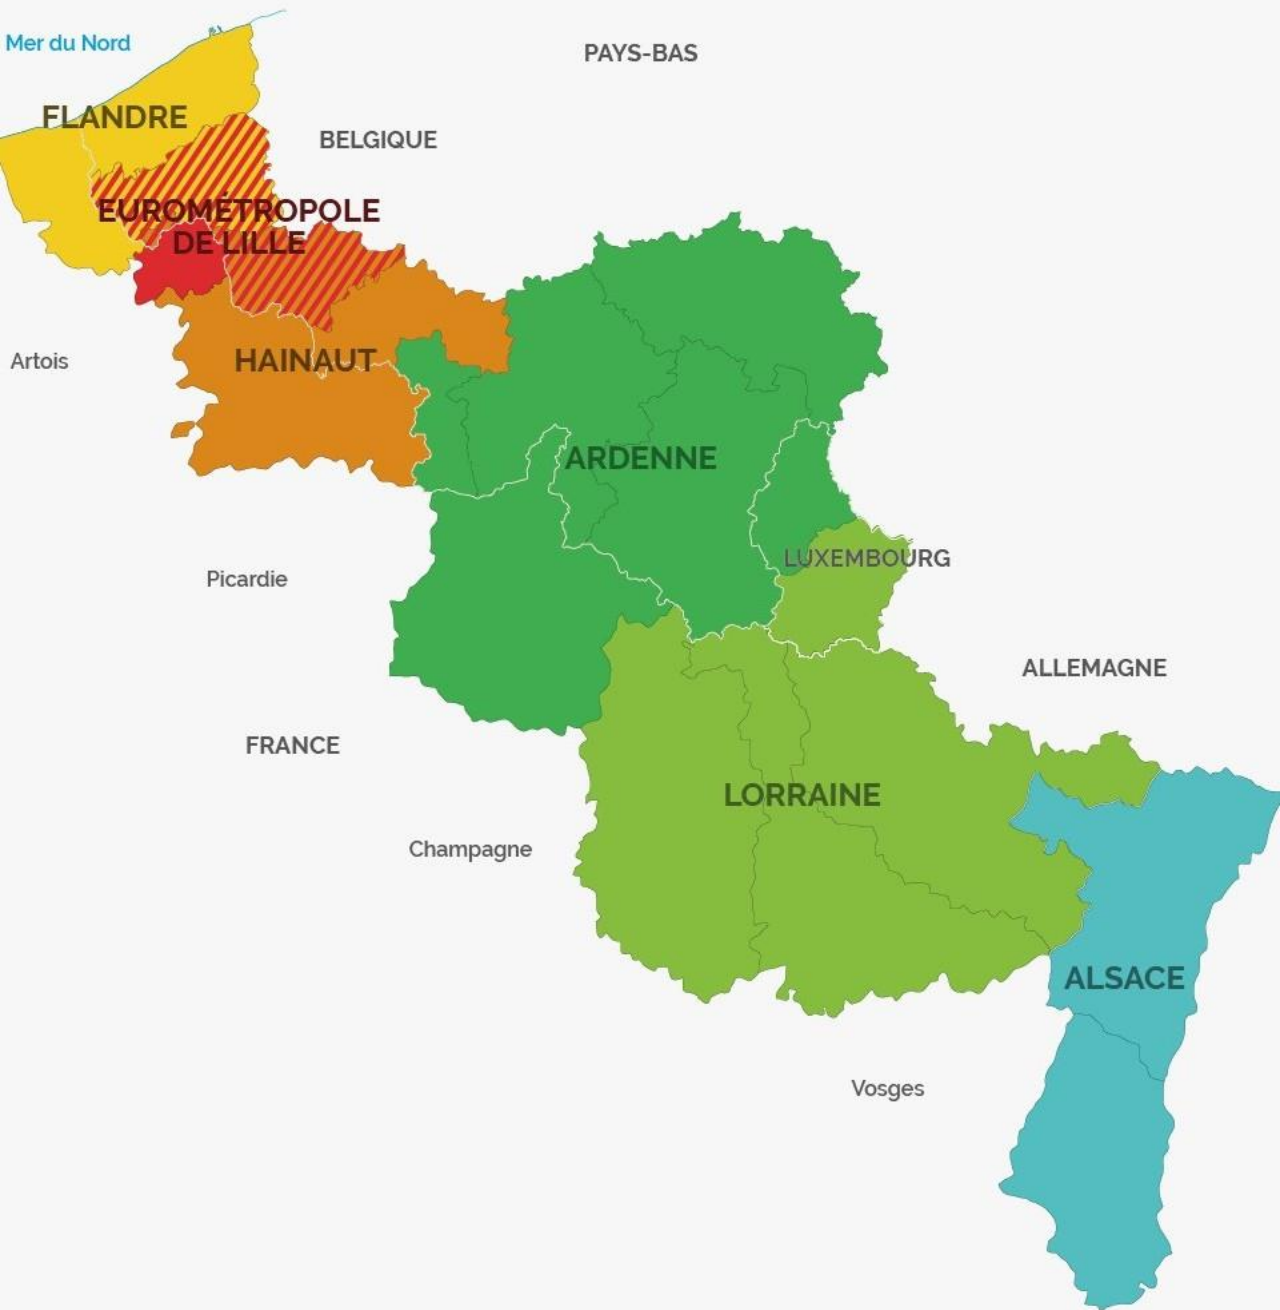 Mer du Nord
PAYS-BAS
FLANDRE
BELGIQUE
EUROMÉTROPOLE
DE LILLE
Artois
HAINAUT
ARDENNE
LUXEMBOURG
Picardie
ALLEMAGNE
FRANCE
LORRAINE
Champagne
ALSACE
Vosges